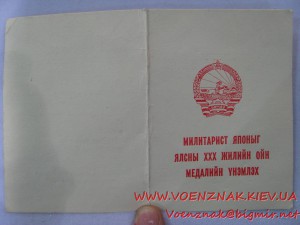 МИЛИТАРИСТ ЯПОНЫГ
ЯЛСНЫ XXX ЖИЛИЙН ОЙН
МЕДАЛИЙН ҮНЭМЛЭХ
WWW.VOENZNAK.KIEV.UA
Voenznak@bigmir.net